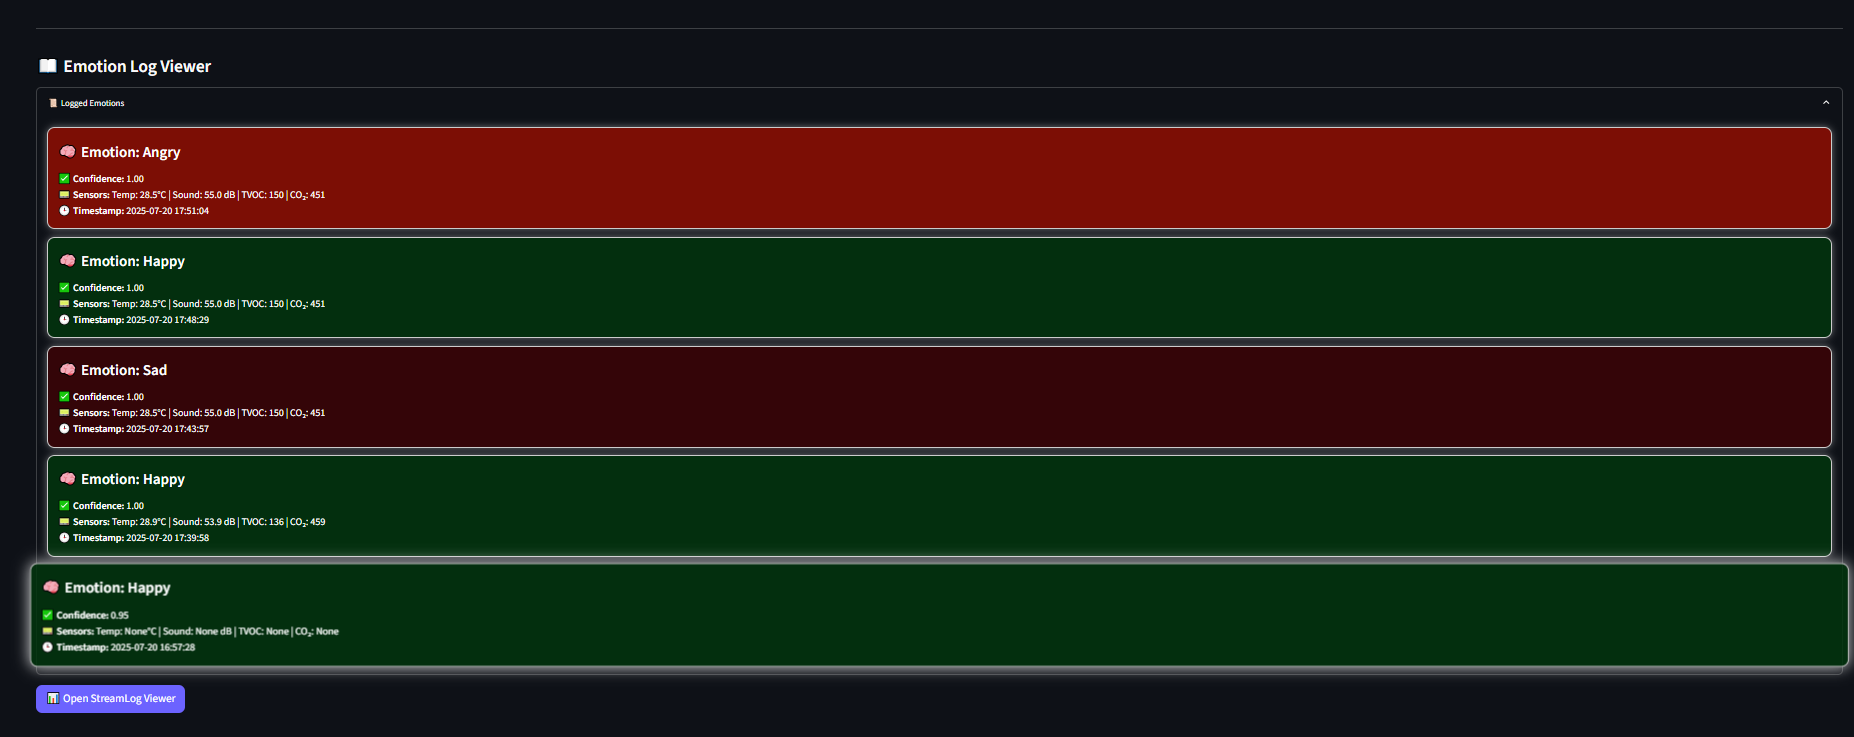 Emotion Log Viewer
Logged Emotions
Emotion: Angry
Confidence: 1.00
Sensors: Temp: 28.5°C | Sound: 55.0 dB | TVOC: 150 | CO₂: 451
Timestamp: 2025-07-20 17:51:04
Emotion: Happy
Confidence: 1.00
Sensors: Temp: 28.5°C | Sound: 55.0 dB | TVOC: 150 | CO₂: 451
Timestamp: 2025-07-20 17:48:29
Emotion: Sad
Confidence: 1.00
Sensors: Temp: 28.5°C | Sound: 55.0 dB | TVOC: 150 | CO₂: 451
Timestamp: 2025-07-20 17:43:57
Emotion: Happy
Confidence: 1.00
Sensors: Temp: 28.9°C | Sound: 53.9 dB | TVOC: 136 | CO₂: 459
Timestamp: 2025-07-20 17:39:58
Emotion: Happy
Confidence: 0.95
Sensors: Temp: None°C | Sound: None dB | TVOC: None | CO₂: None
Timestamp: 2025-07-20 16:57:28
Open StreamLog Viewer